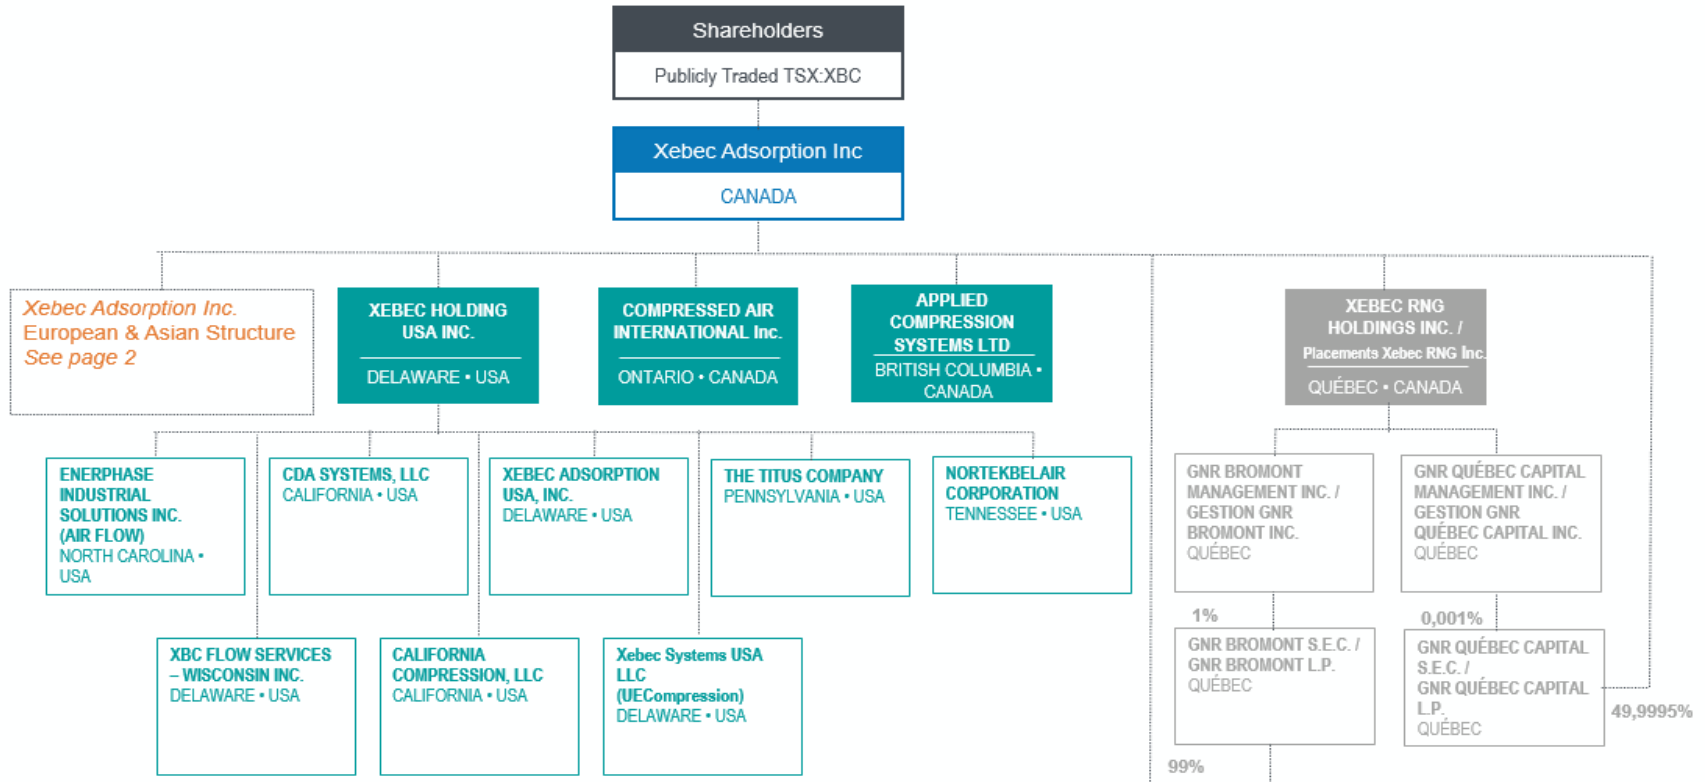 Shareholders
Publicly Traded TSX:XBC
Xebec Adsorption Inc
CANADA
Xebec Adsorption Inc.
European & Asian Structure
See page 2
XEBEC HOLDING
USA INC.
DELAWARE • USA
COMPRESSED AIR
INTERNATIONAL Inc.
ONTARIO • CANADA
APPLIED
COMPRESSION
SYSTEMS LTD
BRITISH COLUMBIA •
CANADA
XEBEC RNG
HOLDINGS INC. /
Placements Xebec RNG Inc.
QUÉBEC • CANADA
ENERPHASE
INDUSTRIAL
SOLUTIONS INC.
(AIR FLOW)
NORTH CAROLINA •
USA
CDA SYSTEMS, LLC
CALIFORNIA • USA
XEBEC ADSORPTION
USA, INC.
DELAWARE • USA
THE TITUS COMPANY
PENNSYLVANIA • USA
NORTEKBELAIR
CORPORATION
TENNESSEE • USA
GNR BROMONT
MANAGEMENT INC. /
GESTION GNR
BROMONT INC.
QUÉBEC
GNR QUÉBEC CAPITAL
MANAGEMENT INC. /
GESTION GNR
QUÉBEC CAPITAL INC.
QUÉBEC
1%
0,001%
XBC FLOW SERVICES
– WISCONSIN INC.
DELAWARE • USA
CALIFORNIA
COMPRESSION, LLC
CALIFORNIA • USA
Xebec Systems USA
LLC
(UECompression)
DELAWARE • USA
GNR BROMONT S.E.C. /
GNR BROMONT L.P.
QUÉBEC
GNR QUÉBEC CAPITAL
S.E.C. /
GNR QUÉBEC CAPITAL
L.P.
QUÉBEC
49,9995%
99%